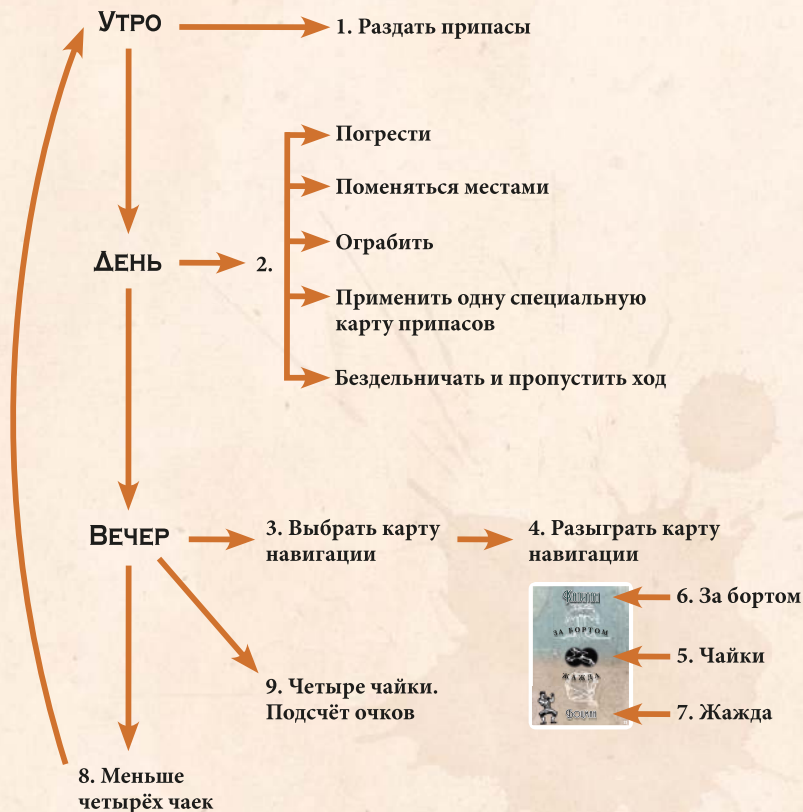 Утро
1. Раздать припасы
Погрести
Поменяться местами
Ограбить
День
2.
Применить одну специальную
карту припасов
Бездельничать и пропустить ход
Вечер
3. Выбрать карту
навигации
4. Разыграть карту
навигации
6. За бортом
ЗА БОРТОМ
5. Чайки
ЖАЖДА
7. Жажда
9. Четыре чайки.
Подсчёт очков
8. Меньше
четырёх чаек